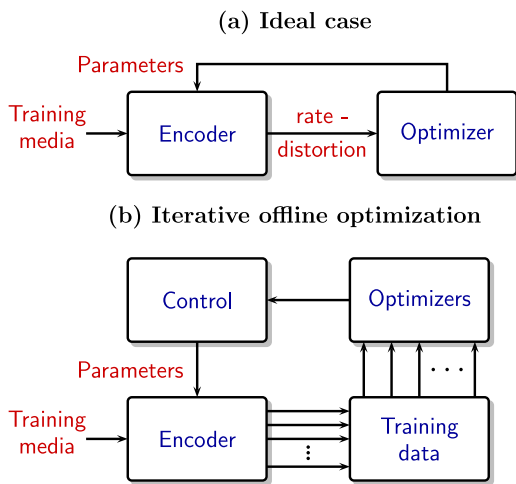 (a) Ideal case
Parameters
Training
media
Encoder
rate -
distortion
Optimizer
(b) Iterative offline optimization
Control
Optimizers
Parameters
. . .
Training
media
Encoder
Training
data